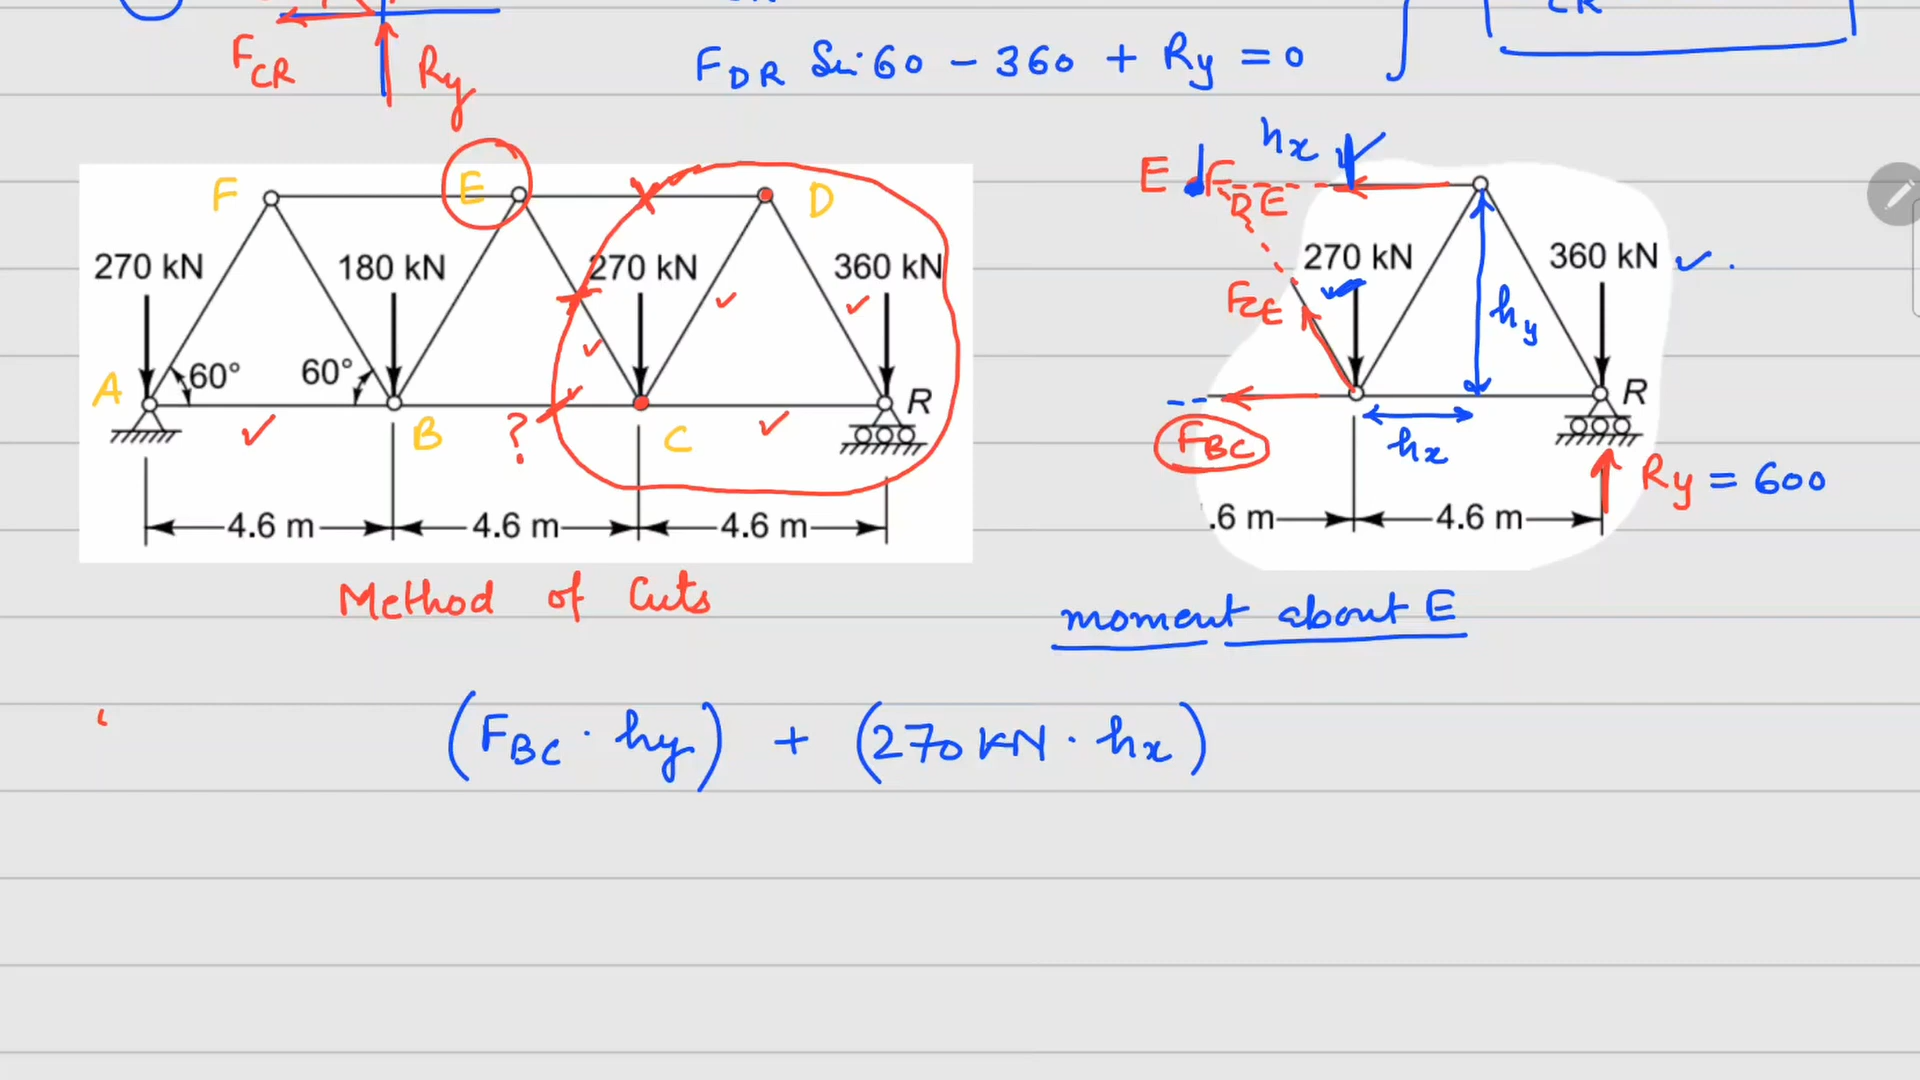 F_CR
R_y
F_DR Sin 60 - 360 + R_y = 0
CR
F E D
270 kN 180 kN 270 kN 360 kN
A 60° 60° R
B ? C
4.6 m 4.6 m 4.6 m
Method of Cuts
h_x
E F_DE
270 kN 360 kN
F_CE h_y
R
F_BC h_x
R_y = 600
.6 m 4.6 m
moment about E
(F_BC · h_y) + (270 kN · h_x)